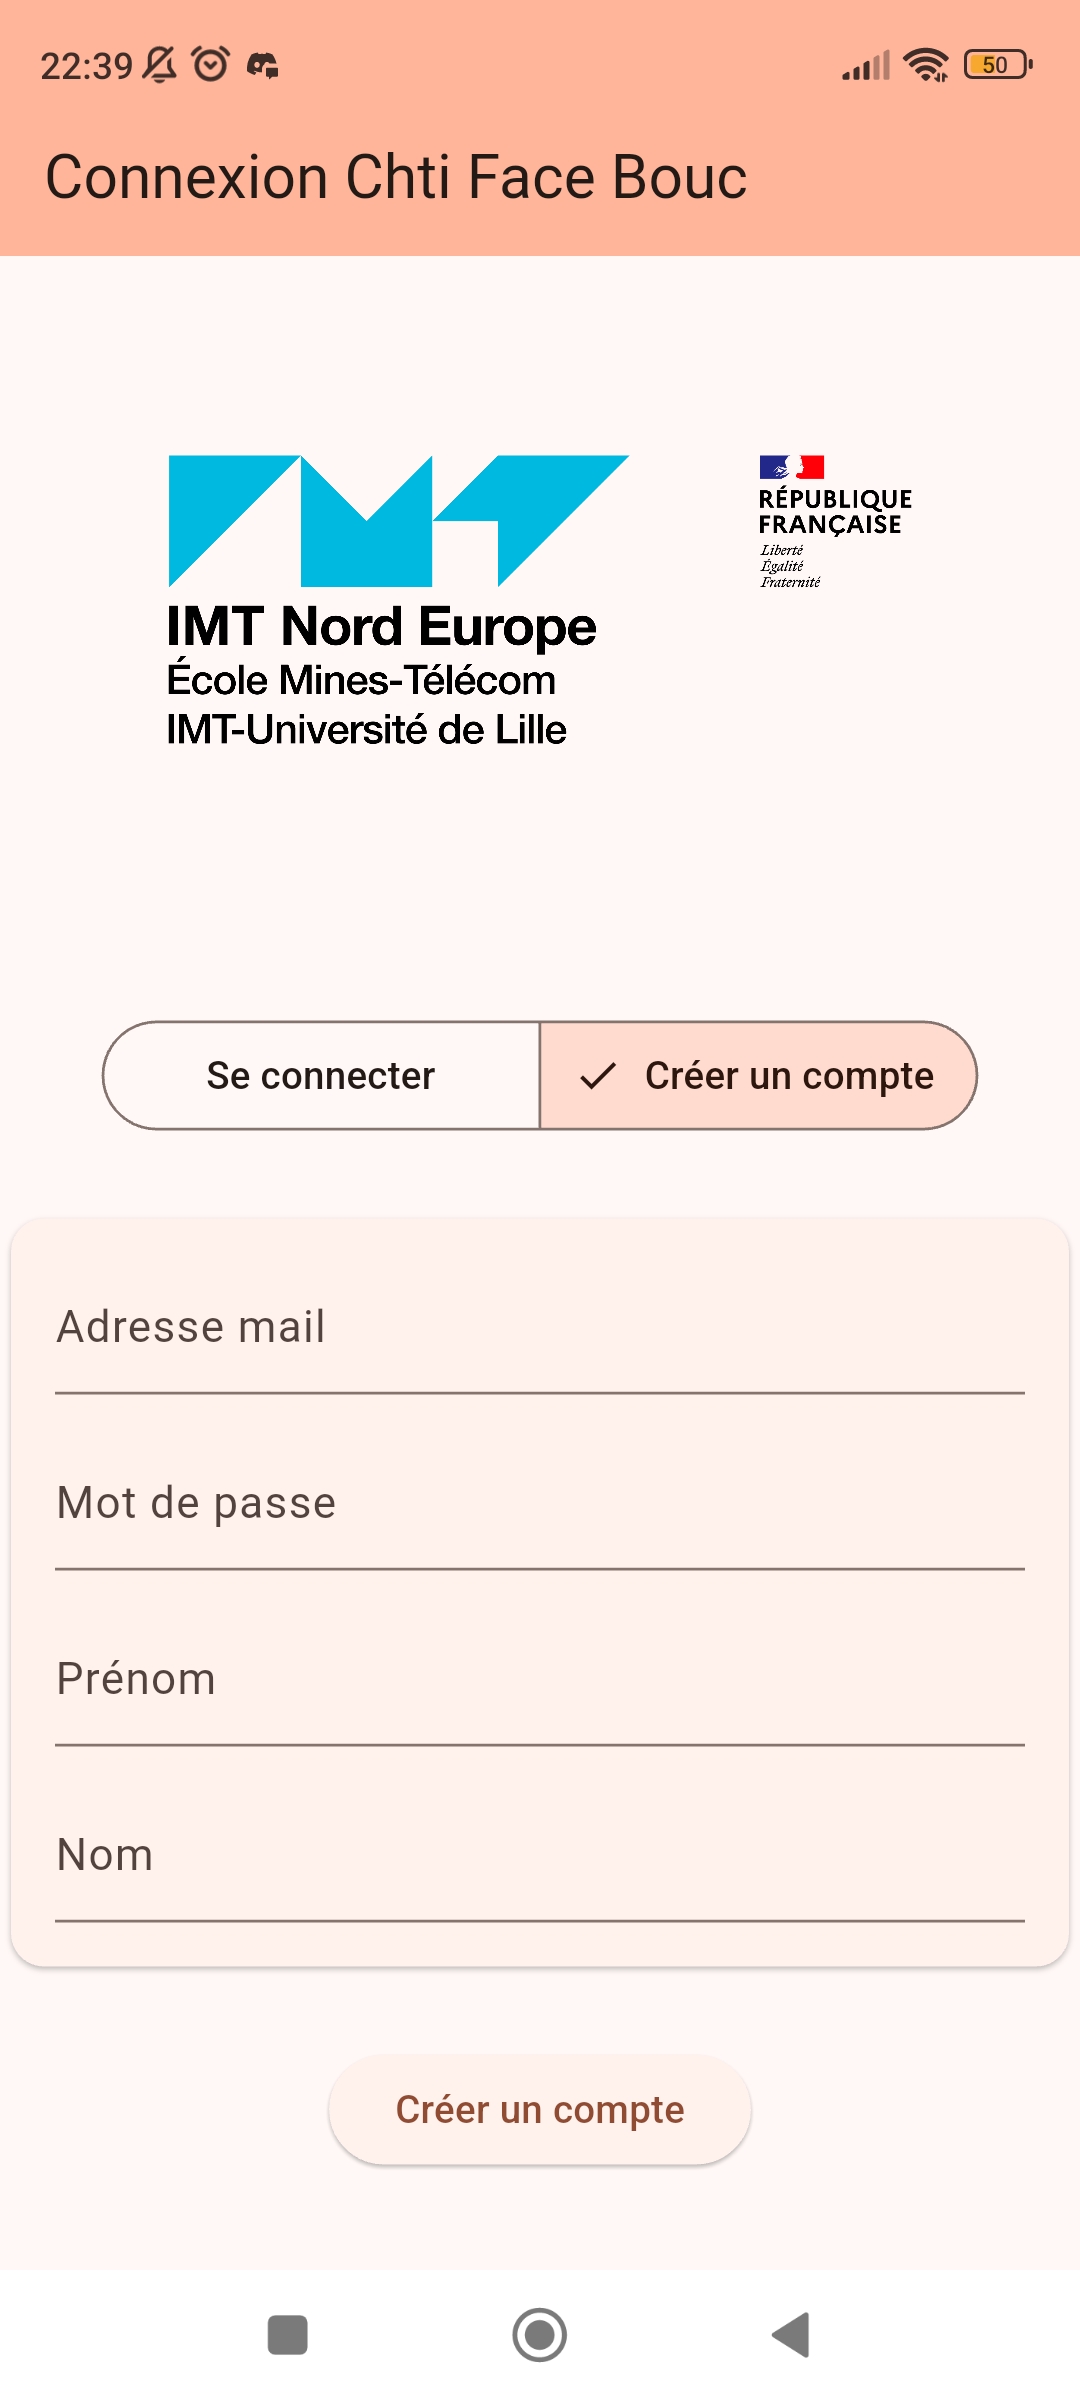 22:39
50
Connexion Chti Face Bouc
IMT Nord Europe
École Mines-Télécom
IMT-Université de Lille
RÉPUBLIQUE
FRANÇAISE
Liberté
Égalité
Fraternité
Se connecter
Créer un compte
Adresse mail
Mot de passe
Prénom
Nom
Créer un compte